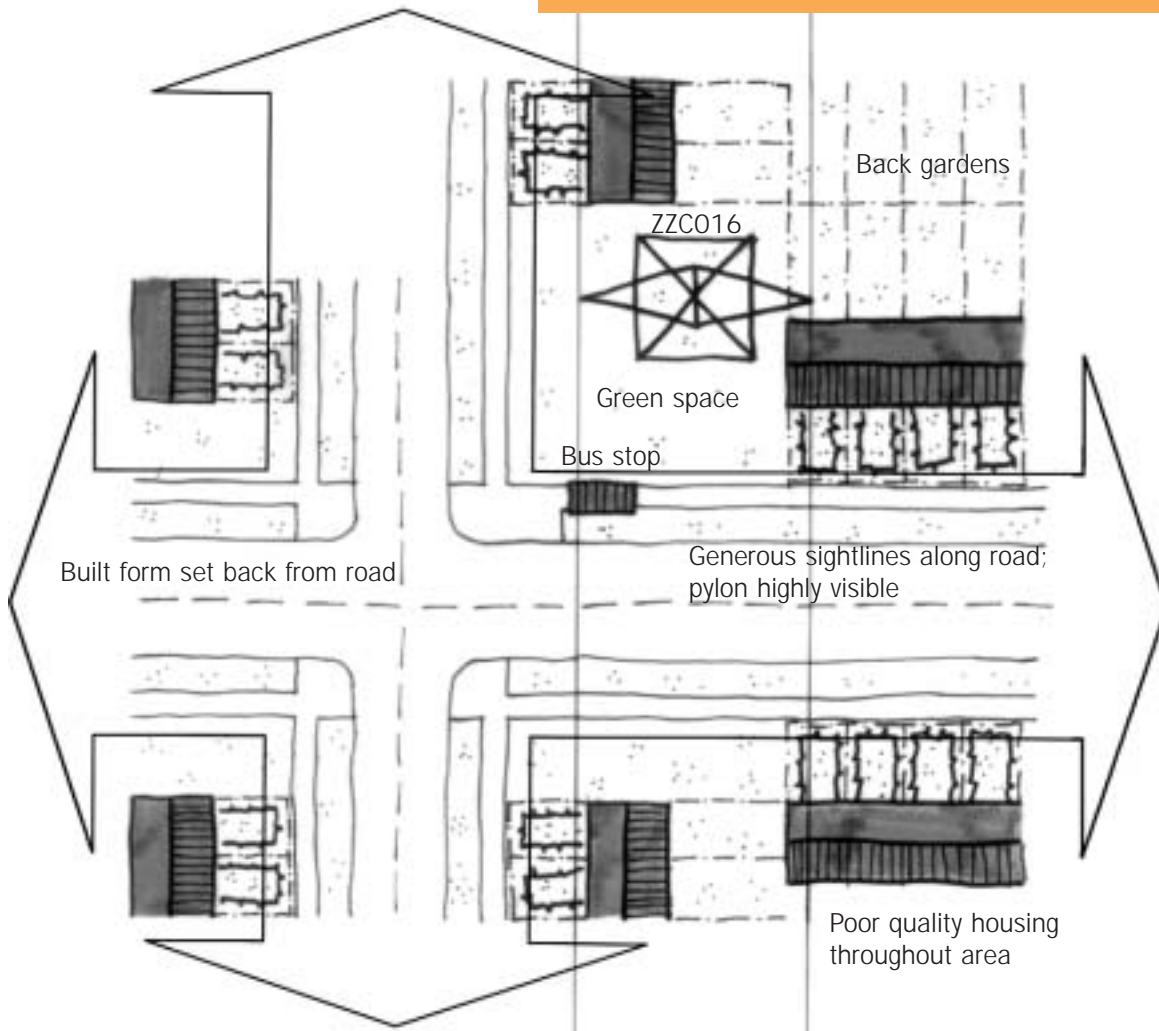 Back gardens
ZZC016
Green space
Bus stop
Built form set back from road
Generous sightlines along road;
pylon highly visible
Poor quality housing
throughout area